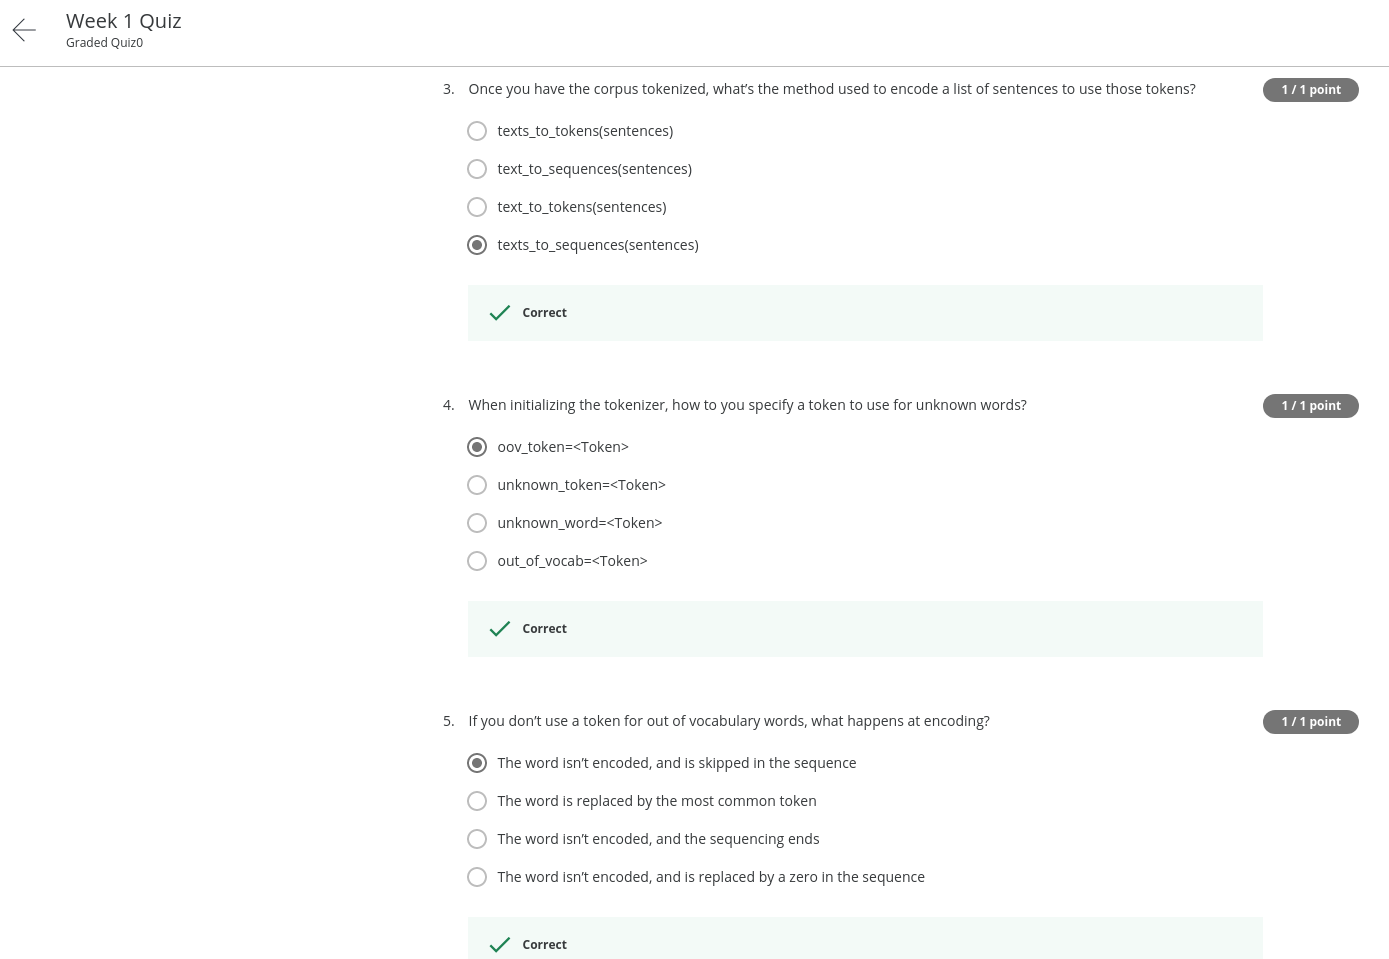 Week 1 Quiz
Graded Quiz0
3. Once you have the corpus tokenized, what’s the method used to encode a list of sentences to use those tokens? 1 / 1 point
texts_to_tokens(sentences)
text_to_sequences(sentences)
text_to_tokens(sentences)
texts_to_sequences(sentences)
Correct
4. When initializing the tokenizer, how to you specify a token to use for unknown words? 1 / 1 point
oov_token=<Token>
unknown_token=<Token>
unknown_word=<Token>
out_of_vocab=<Token>
Correct
5. If you don’t use a token for out of vocabulary words, what happens at encoding? 1 / 1 point
The word isn’t encoded, and is skipped in the sequence
The word is replaced by the most common token
The word isn’t encoded, and the sequencing ends
The word isn’t encoded, and is replaced by a zero in the sequence
Correct